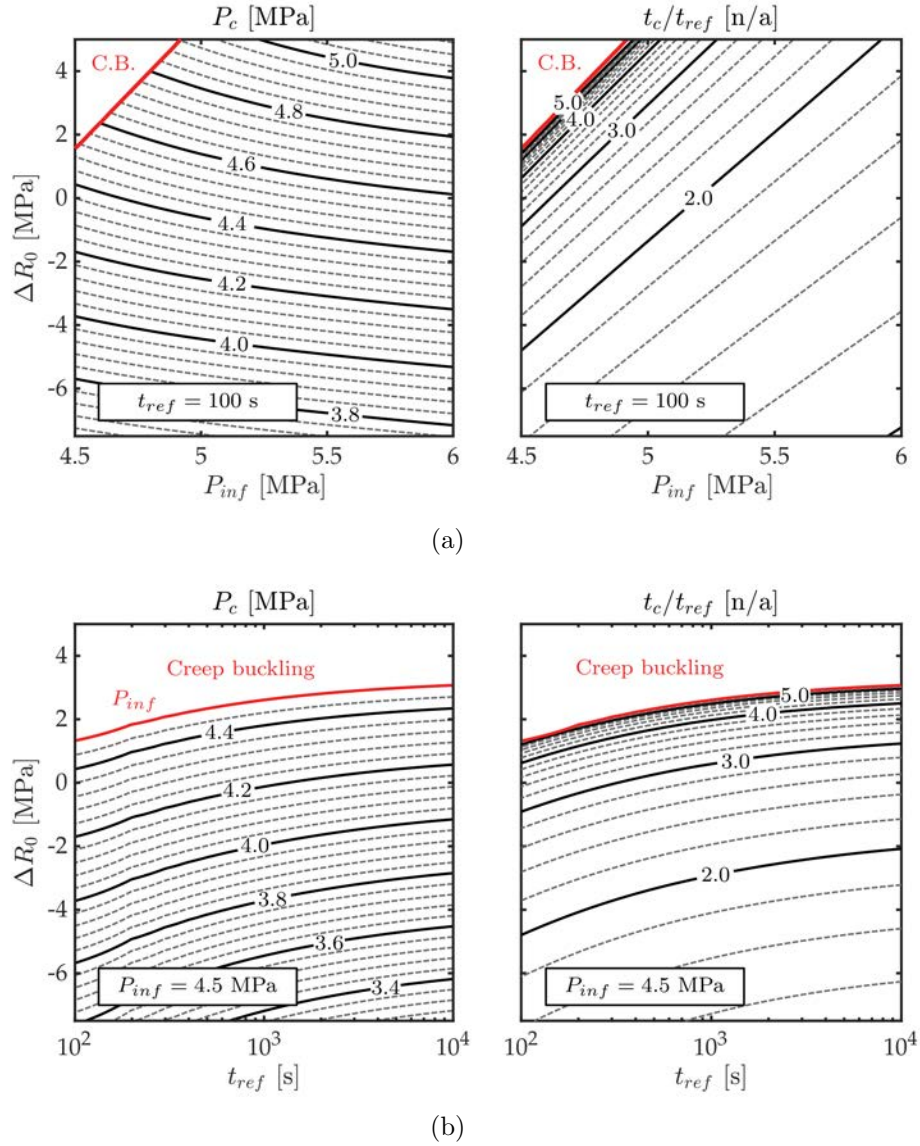 P_c [MPa]
t_c/t_ref [n/a]
C.B.
5.0
4.8
4.6
4.4
4.2
4.0
3.8
t_ref = 100 s
4
2
0
-2
-4
-6
ΔR_0 [MPa]
4.5
5
5.5
6
P_inf [MPa]
C.B.
5.0
4.0
3.0
2.0
t_ref = 100 s
4.5
5
5.5
6
P_inf [MPa]
(a)
P_c [MPa]
t_c/t_ref [n/a]
Creep buckling
P_inf
4.4
4.2
4.0
3.8
3.6
3.4
P_inf = 4.5 MPa
4
2
0
-2
-4
-6
ΔR_0 [MPa]
10^2
10^3
10^4
t_ref [s]
Creep buckling
5.0
4.0
3.0
2.0
P_inf = 4.5 MPa
10^2
10^3
10^4
t_ref [s]
(b)